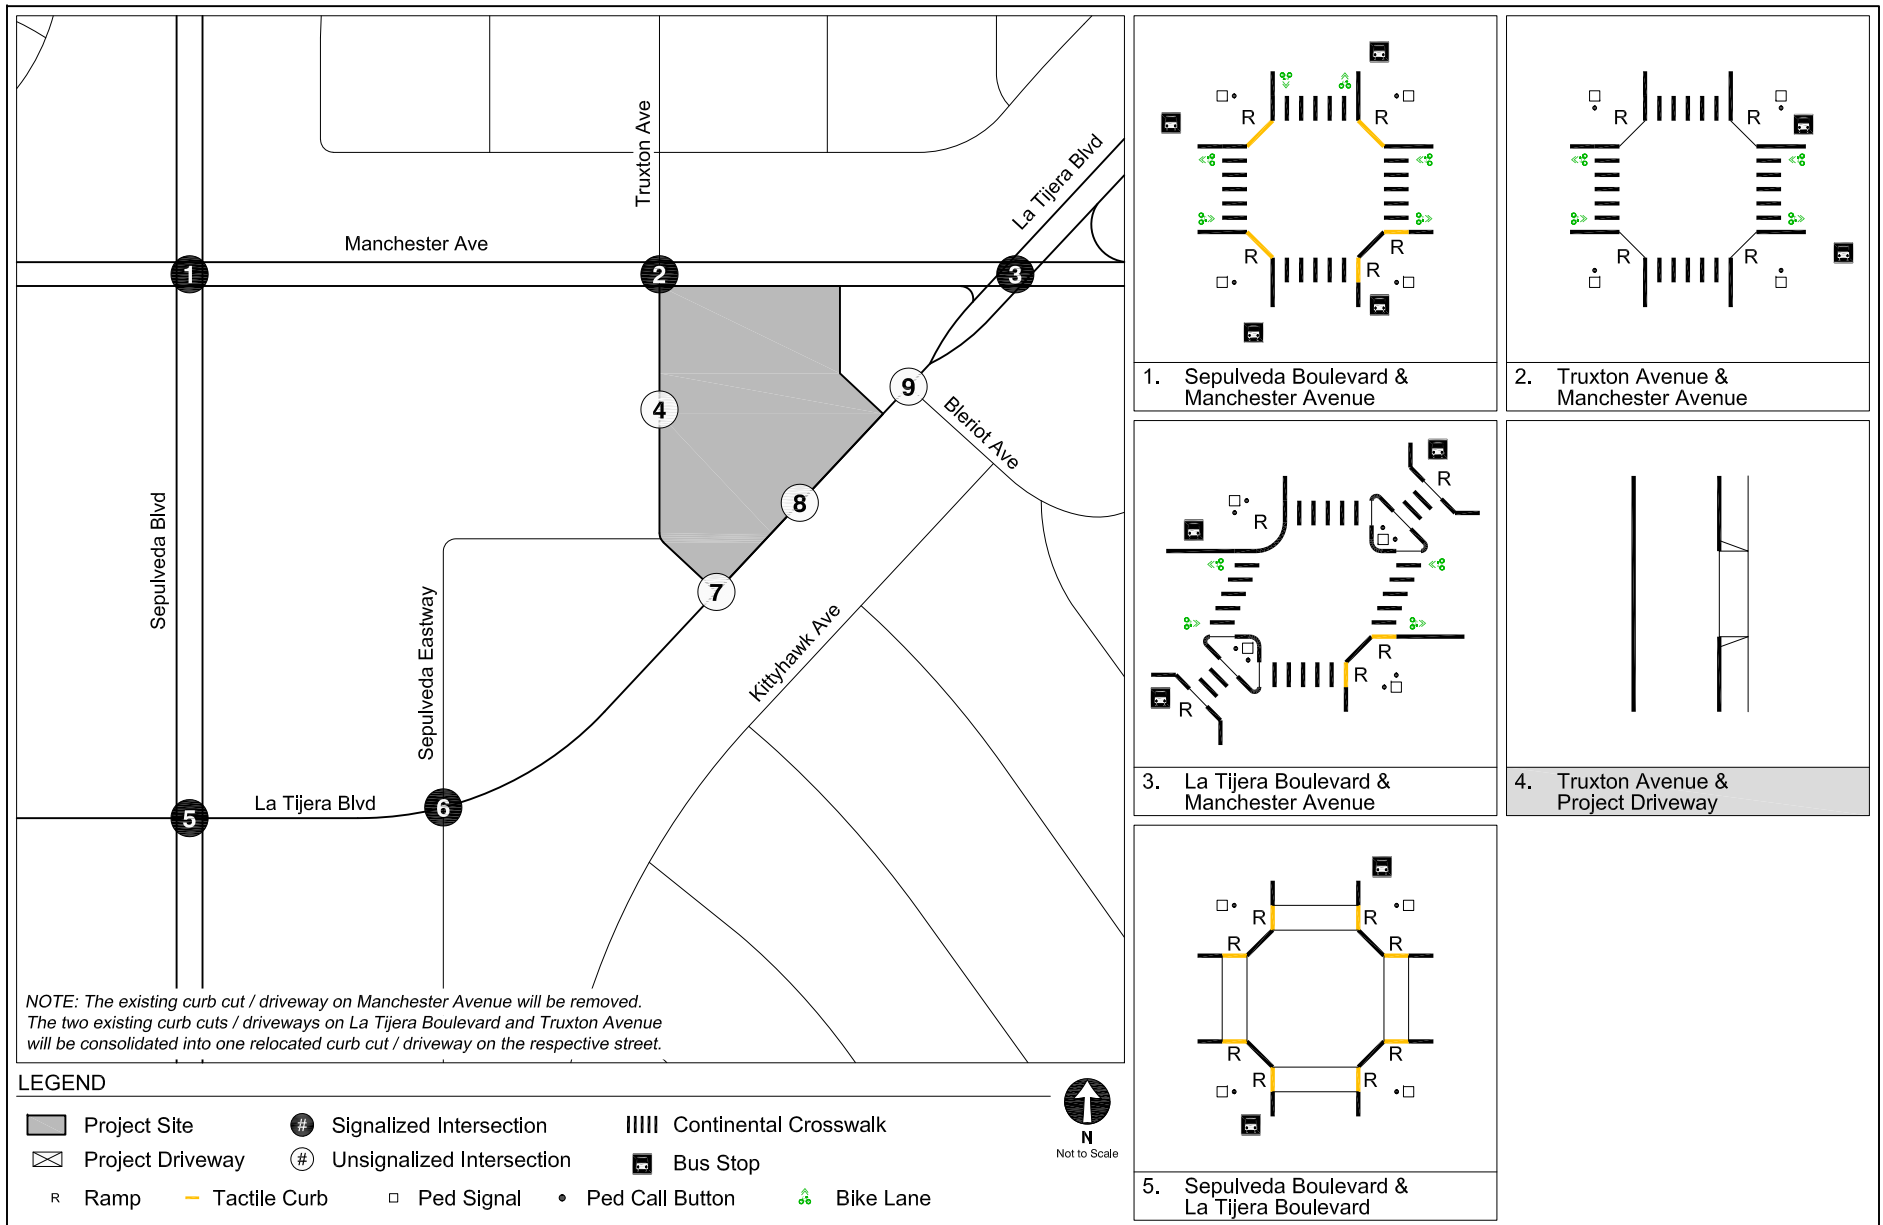 Truxton Ave
La Tijera Blvd
Manchester Ave
1
2
3
4
9
Bleriot Ave
8
Sepulveda Blvd
7
Sepulveda Eastway
Kittyhawk Ave
La Tijera Blvd
5
6
NOTE: The existing curb cut / driveway on Manchester Avenue will be removed.
The two existing curb cuts / driveways on La Tijera Boulevard and Truxton Avenue
will be consolidated into one relocated curb cut / driveway on the respective street.
R R
R R
R
1. Sepulveda Boulevard &
Manchester Avenue
R R
R R
2. Truxton Avenue &
Manchester Avenue
R
R
R
R
R
3. La Tijera Boulevard &
Manchester Avenue
4. Truxton Avenue &
Project Driveway
R R
R R
R R
R R
5. Sepulveda Boulevard &
La Tijera Boulevard
LEGEND
Project Site
# Signalized Intersection
Continental Crosswalk
Project Driveway
# Unsignalized Intersection
Bus Stop
R Ramp
Tactile Curb
Ped Signal
Ped Call Button
Bike Lane
N
Not to Scale